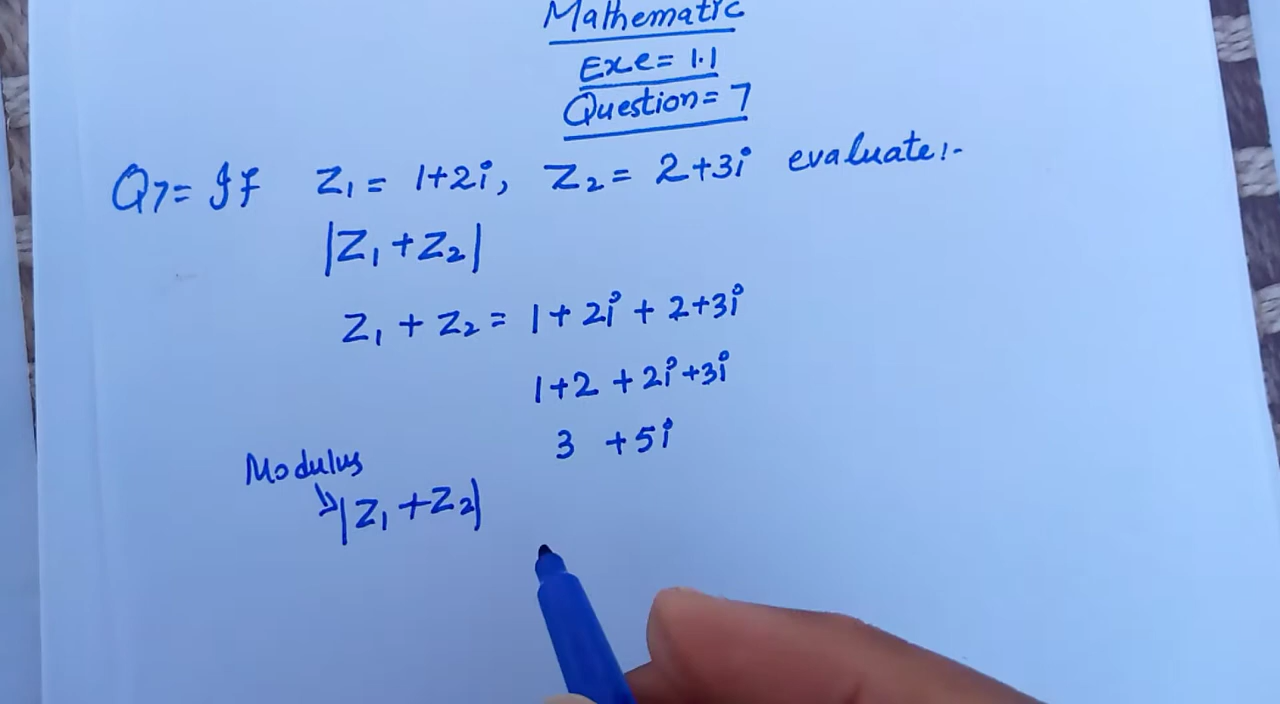 Mathematic
Exe = 1.1
Question = 7
Q7= If Z₁ = 1+2i, Z₂ = 2+3i evaluate:-
|Z₁ + Z₂|
Z₁ + Z₂ = 1 + 2i + 2+3i
1+2 + 2i +3i
3 +5i
Modulus
|Z₁ + Z₂|